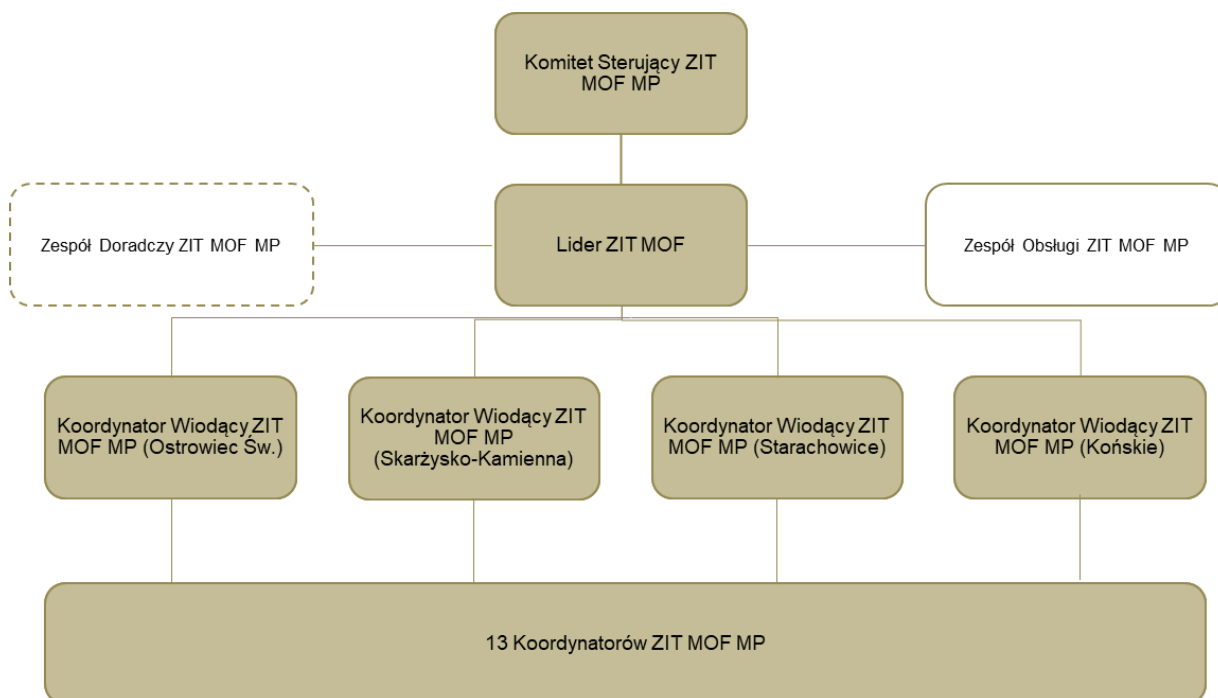 Komitet Sterujący ZIT
MOF MP
Zespół Doradczy ZIT MOF MP
Lider ZIT MOF
Zespół Obsługi ZIT MOF MP
Koordynator Wiodący ZIT
MOF MP (Ostrowiec Św.)
Koordynator Wiodący ZIT
MOF MP
(Skarżysko-Kamienna)
Koordynator Wiodący ZIT
MOF MP (Starachowice)
Koordynator Wiodący ZIT
MOF MP (Końskie)
13 Koordynatorów ZIT MOF MP